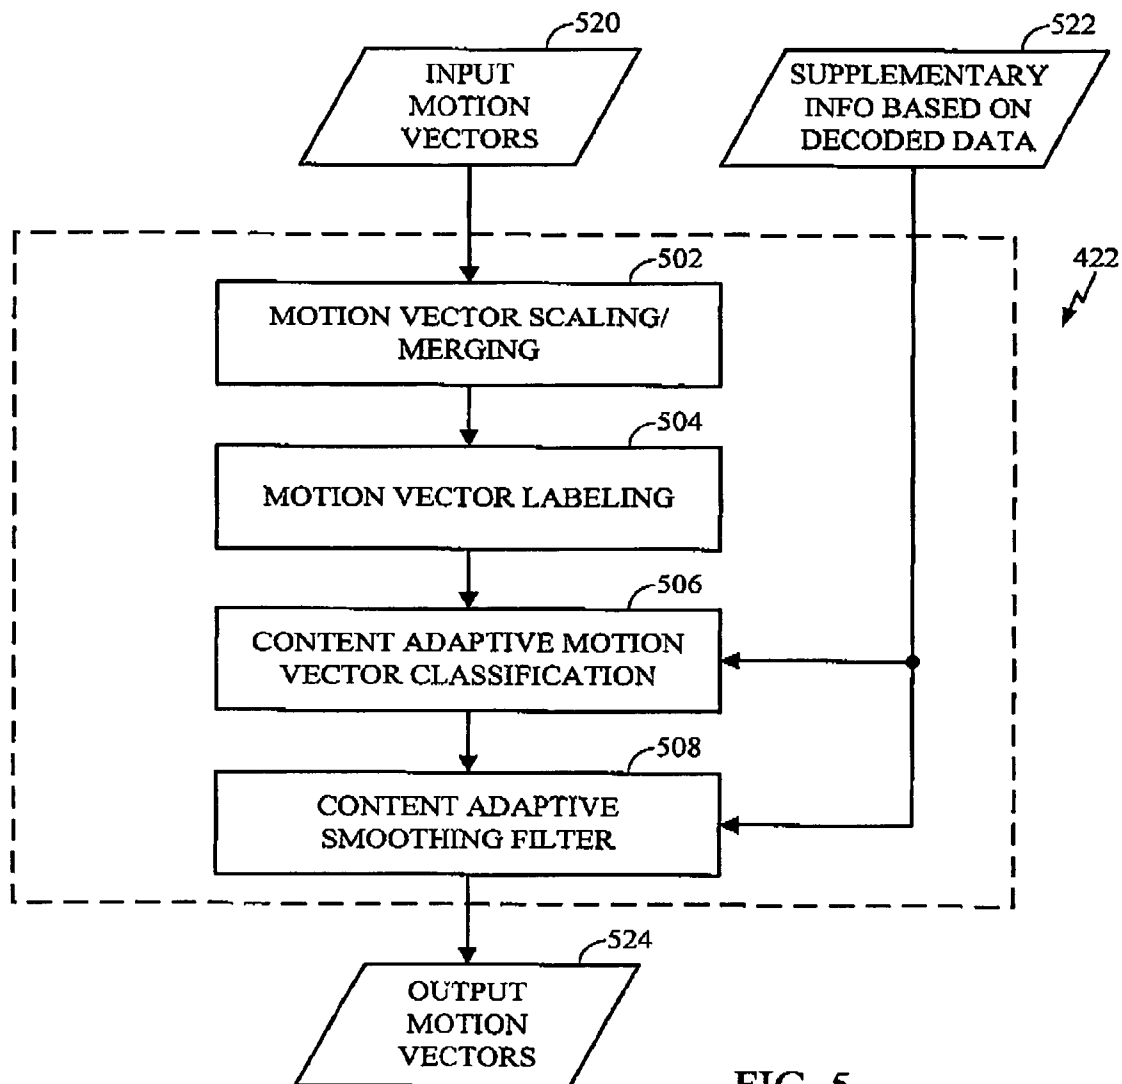 520
INPUT
MOTION
VECTORS
522
SUPPLEMENTARY
INFO BASED ON
DECODED DATA
422
502
MOTION VECTOR SCALING/
MERGING
504
MOTION VECTOR LABELING
506
CONTENT ADAPTIVE MOTION
VECTOR CLASSIFICATION
508
CONTENT ADAPTIVE
SMOOTHING FILTER
524
OUTPUT
MOTION
VECTORS
FIG. 5